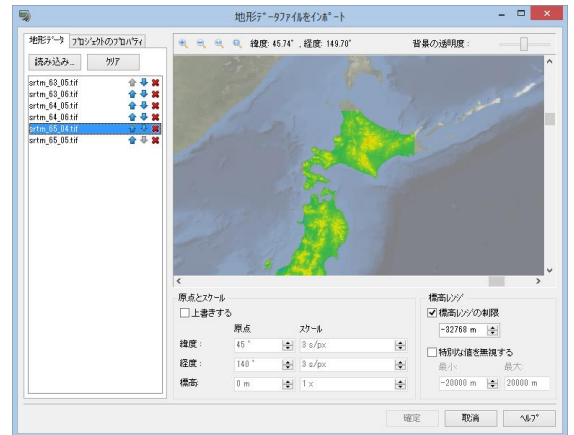 地形ﾃﾞｰﾀﾌｧｲﾙをｲﾝﾎﾟｰﾄ
地形ﾃﾞｰﾀ ﾌﾟﾛｼﾞｪｸﾄのﾌﾟﾛﾊﾟﾃｨ
読み込み... ｸﾘｱ
緯度: 45.74° , 経度: 149.70°
背景の透明度 :
srtm_63_05.tif
srtm_63_06.tif
srtm_64_05.tif
srtm_64_06.tif
srtm_65_04.tif
srtm_65_05.tif
原点とｽｹｰﾙ
上書きする
原点 ｽｹｰﾙ
緯度 : 45 ° 3 s/px
経度 : 140 ° 3 s/px
標高: 0 m 1 x
標高ﾚﾝｼﾞ
標高ﾚﾝｼﾞの制限
-32768 m
特別な値を無視する
最小: 最大:
-20000 m 20000 m
確定 取消 ﾍﾙﾌﾟ